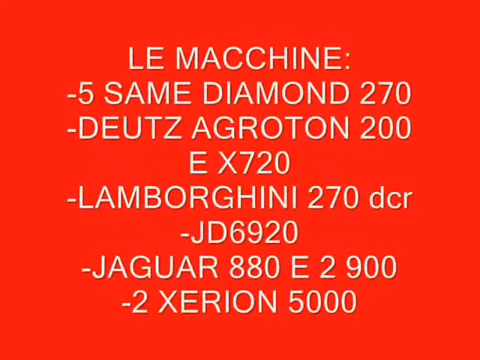 LE MACCHINE:
-5 SAME DIAMOND 270
-DEUTZ AGROTON 200
E X720
-LAMBORGHINI 270 dcr
-JD6920
-JAGUAR 880 E 2 900
-2 XERION 5000